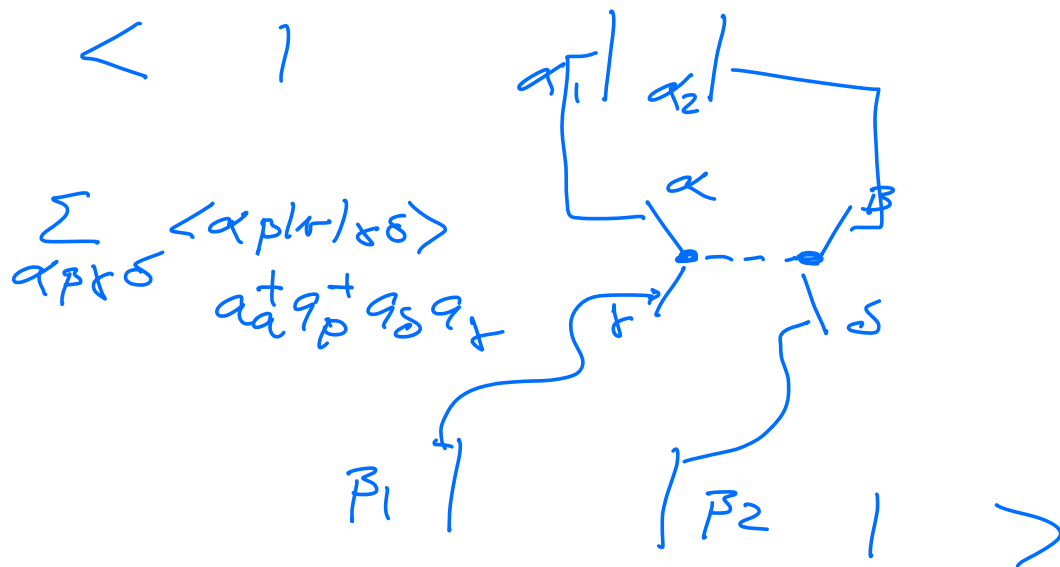 < |
α₁ | α₂ |
α β
∑ <αβ|v|γδ>
αβγδ
a†α a†β aδ aγ
γ δ
β₁ | | β₂ | >